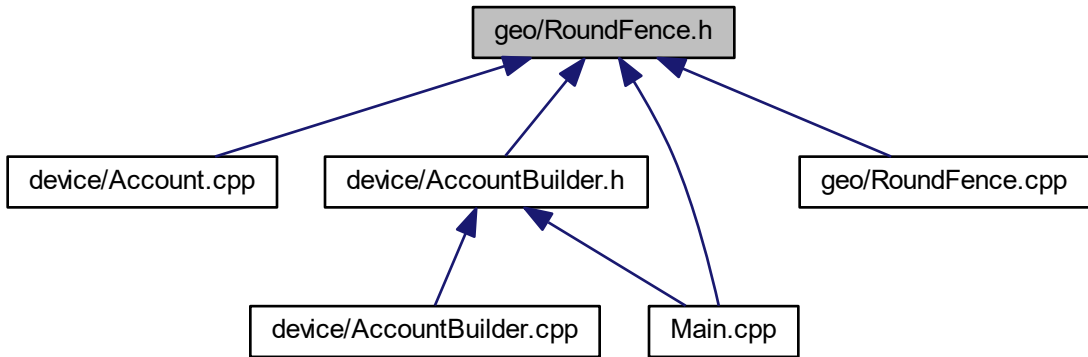 geo/RoundFence.h
device/Account.cpp
device/AccountBuilder.h
geo/RoundFence.cpp
device/AccountBuilder.cpp
Main.cpp